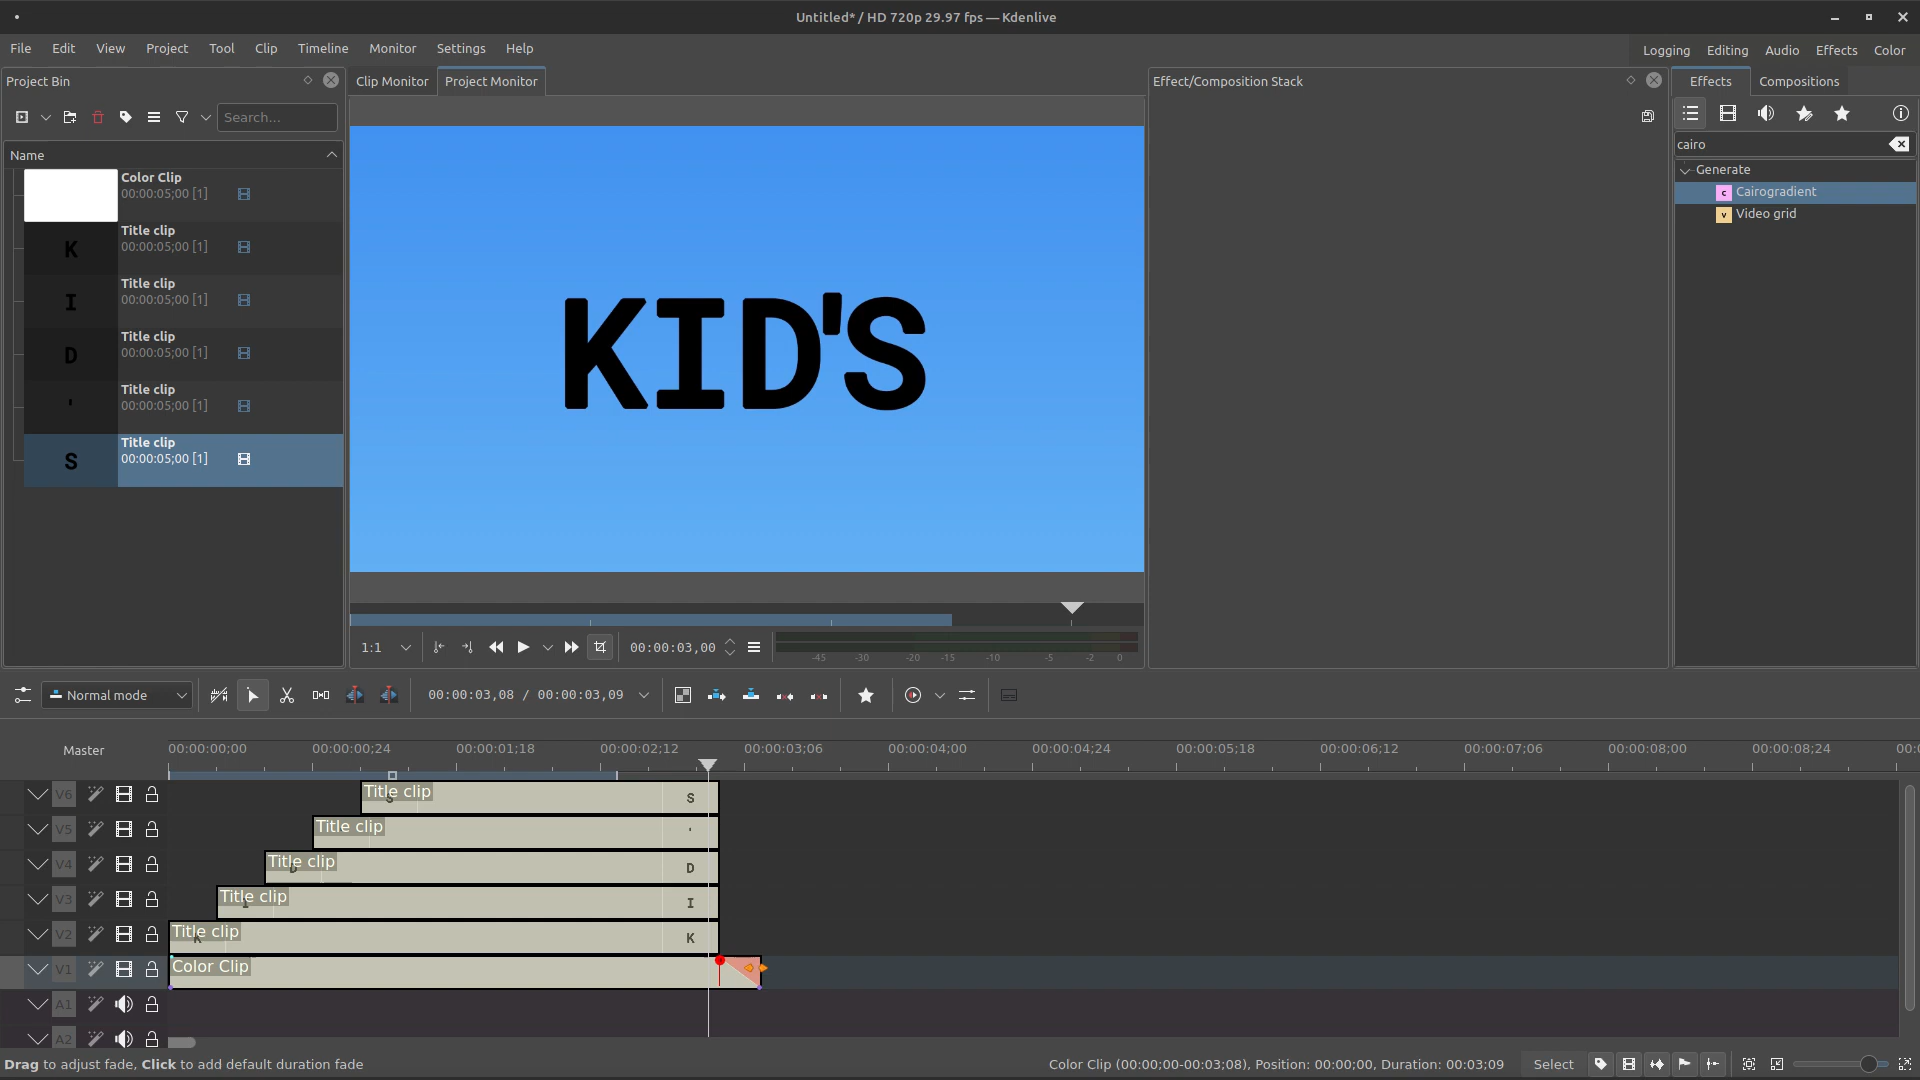 Untitled* / HD 720p 29.97 fps — Kdenlive
File Edit View Project Tool Clip Timeline Monitor Settings Help
Logging Editing Audio Effects Color
Project Bin
Clip Monitor Project Monitor
Effect/Composition Stack
Effects Compositions
Search...
cairo
Name
Generate
Cairogradient
Video grid
Color Clip
00:00:05;00 [1]
K
Title clip
00:00:05;00 [1]
I
Title clip
00:00:05;00 [1]
D
Title clip
00:00:05;00 [1]
'
Title clip
00:00:05;00 [1]
S
Title clip
00:00:05;00 [1]
KID'S
1:1
00:00:03,00
-45 -30 -20 -15 -10 -5 -2 0
Normal mode
00:00:03,08 / 00:00:03,09
Master
00:00:00;00 00:00:00;24 00:00:01;18 00:00:02;12 00:00:03;06 00:00:04;00 00:00:04;24 00:00:05;18 00:00:06;12 00:00:07;06 00:00:08;00 00:00:08;24 00:0
V6 Title clip S
V5 Title clip '
V4 Title clip D
V3 Title clip I
V2 Title clip K
V1 Color Clip
A1
A2
Drag to adjust fade, Click to add default duration fade
Color Clip (00:00;00-00:03;08), Position: 00:00;00, Duration: 00:03;09
Select